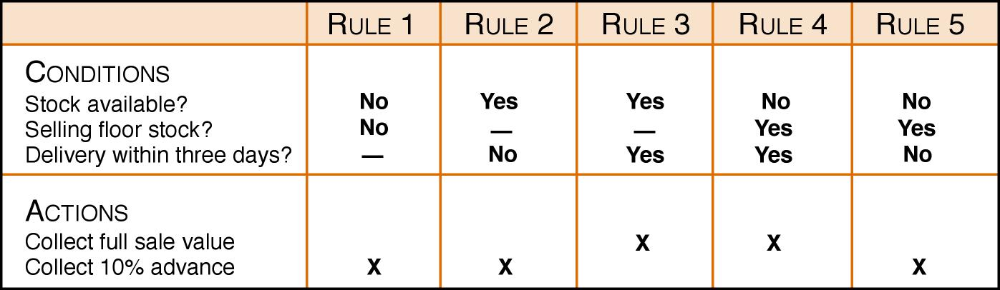 RULE 1 RULE 2 RULE 3 RULE 4 RULE 5
CONDITIONS
Stock available? No Yes Yes No No
Selling floor stock? No — — Yes Yes
Delivery within three days? — No Yes Yes No
ACTIONS
Collect full sale value X X
Collect 10% advance X X X